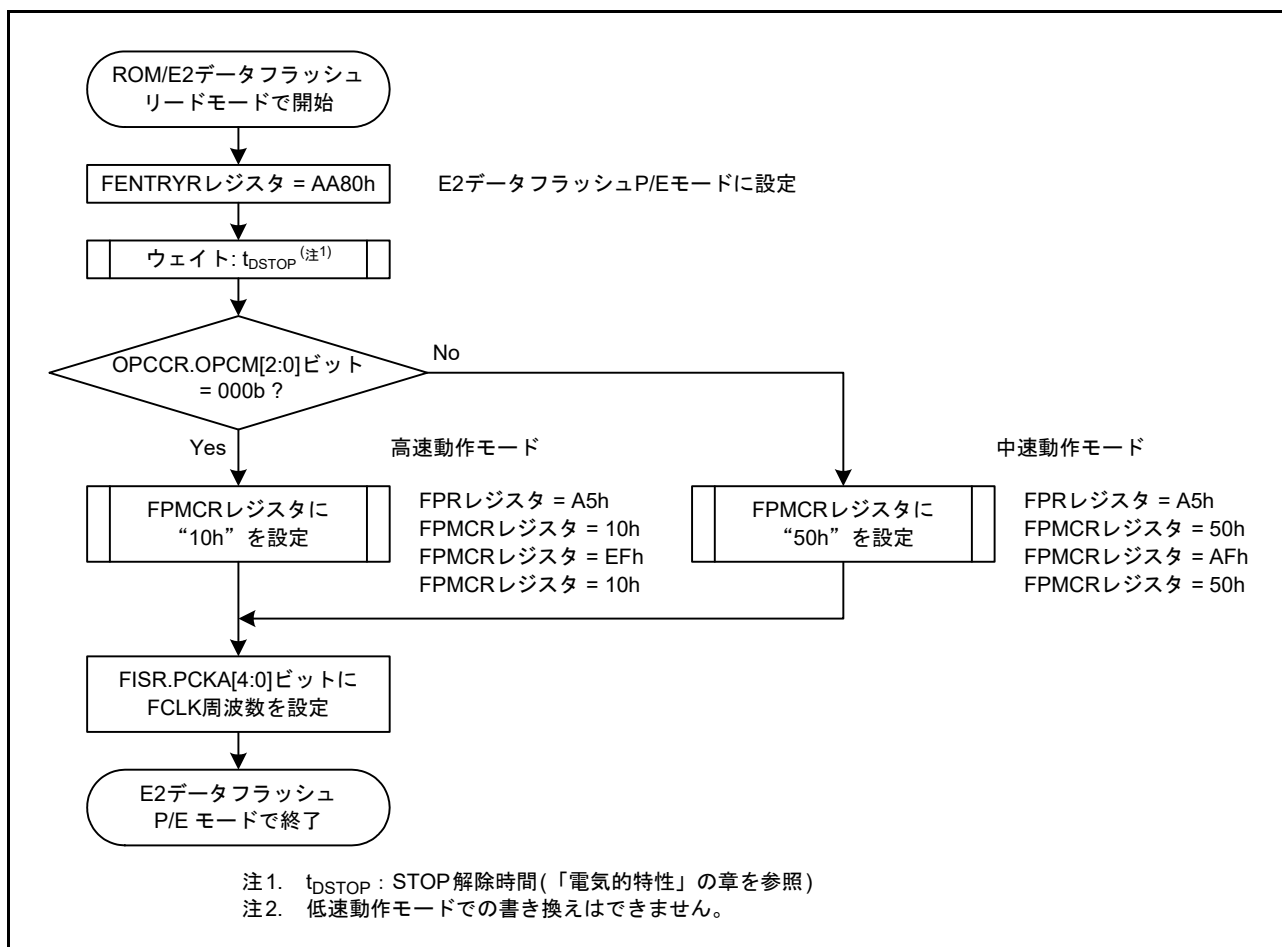 ROM/E2データフラッシュ
リードモードで開始
FENTRYRレジスタ = AA80h
E2データフラッシュP/Eモードに設定
ウェイト: tDSTOP (注1)
OPCCR.OPCM[2:0]ビット
= 000b ?
No
Yes
高速動作モード
FPMCRレジスタに
“10h”を設定
FPRレジスタ = A5h
FPMCRレジスタ = 10h
FPMCRレジスタ = EFh
FPMCRレジスタ = 10h
中速動作モード
FPMCRレジスタに
“50h”を設定
FPRレジスタ = A5h
FPMCRレジスタ = 50h
FPMCRレジスタ = AFh
FPMCRレジスタ = 50h
FISR.PCKA[4:0]ビットに
FCLK周波数を設定
E2データフラッシュ
P/E モードで終了
注1. tDSTOP : STOP解除時間(「電気的特性」の章を参照)
注2. 低速動作モードでの書き換えはできません。